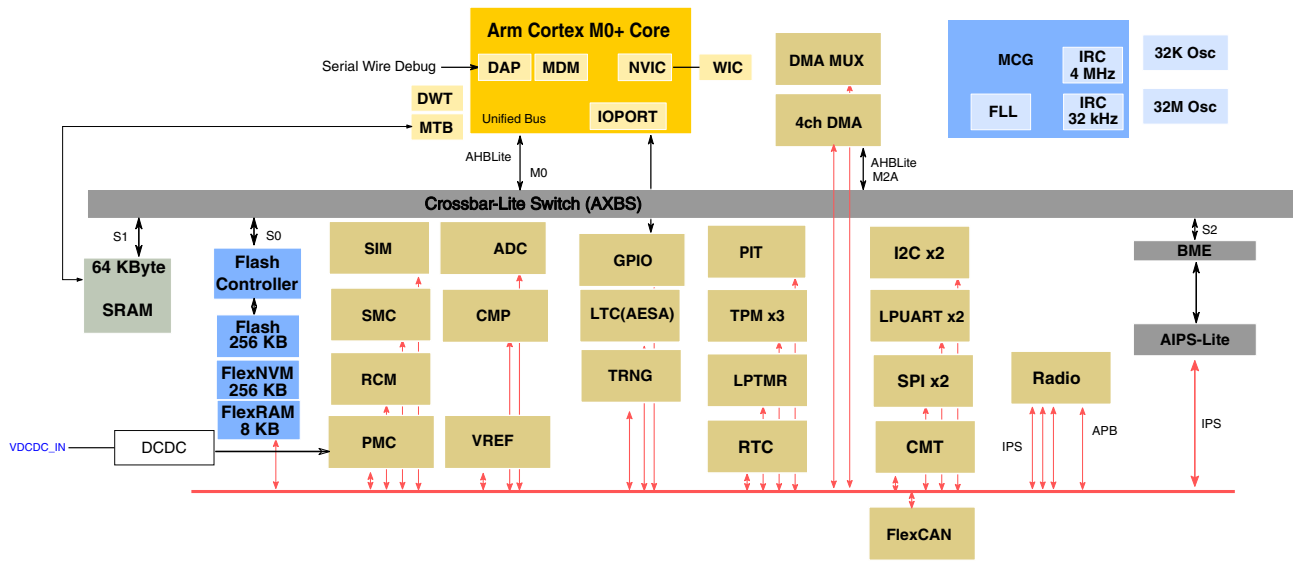 Arm Cortex M0+ Core
Serial Wire Debug
DAP
MDM
NVIC
WIC
DWT
MTB
Unified Bus
IOPORT
DMA MUX
4ch DMA
MCG
IRC
4 MHz
FLL
IRC
32 kHz
32K Osc
32M Osc
AHBLite
M0
AHBLite
M2A
Crossbar-Lite Switch (AXBS)
S1
S0
S2
64 KByte
SRAM
Flash
Controller
Flash
256 KB
FlexNVM
256 KB
FlexRAM
8 KB
SIM
SMC
RCM
PMC
ADC
CMP
VREF
GPIO
LTC(AESA)
TRNG
PIT
TPM x3
LPTMR
RTC
I2C x2
LPUART x2
SPI x2
CMT
Radio
IPS
APB
BME
AIPS-Lite
IPS
VDCDC_IN
DCDC
FlexCAN